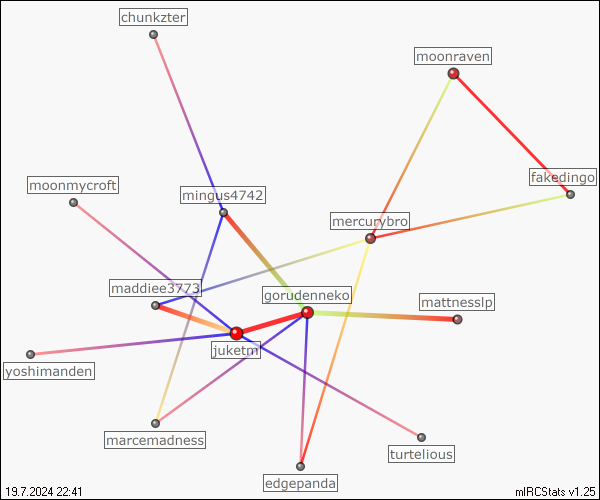 chunkzter
moonraven
fakedingo
moonmycroft
mingus4742
mercurybro
maddiee3773
gorudenneko
mattnesslp
juketm
yoshimanden
marcemadness
turtelious
edgepanda
19.7.2024 22:41
mIRCStats v1.25